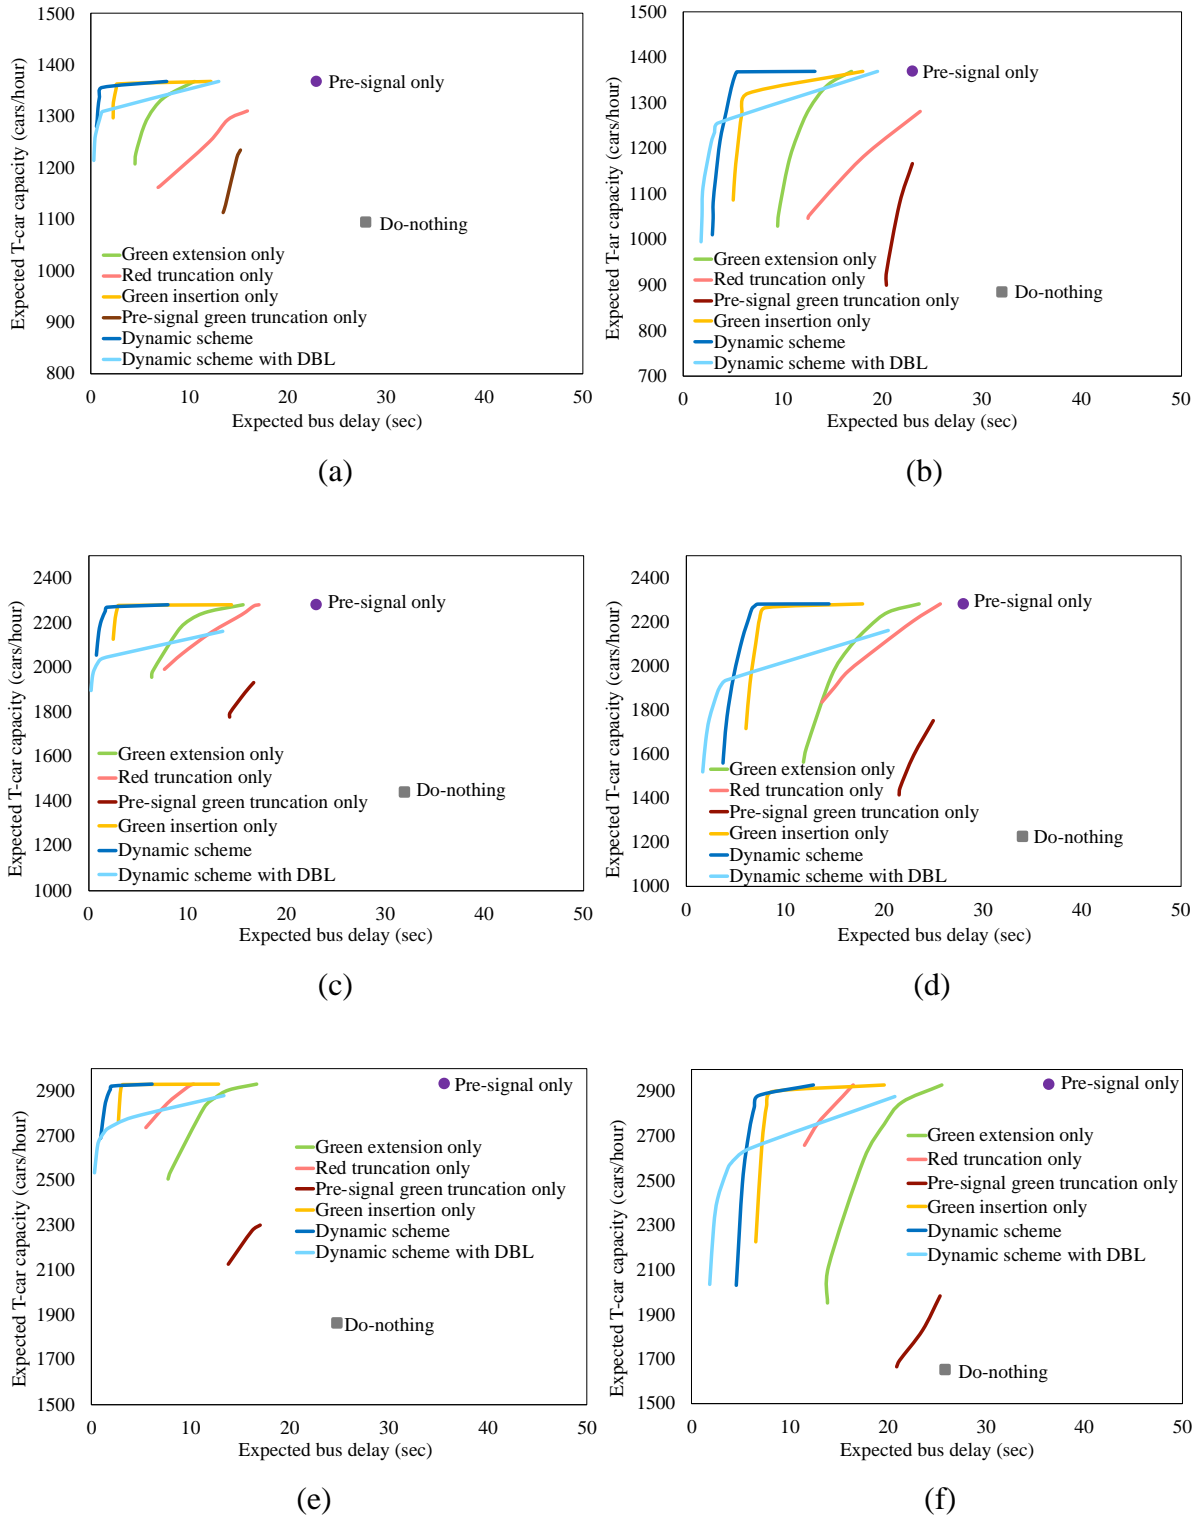 Expected T-car capacity (cars/hour)
1500
1400
1300
1200
1100
1000
900
800
Pre-signal only
Do-nothing
Green extension only
Red truncation only
Green insertion only
Pre-signal green truncation only
Dynamic scheme
Dynamic scheme with DBL
0 10 20 30 40 50
Expected bus delay (sec)
(a)
Expected T-ar capacity (cars/hour)
1500
1400
1300
1200
1100
1000
900
800
700
Pre-signal only
Do-nothing
Green extension only
Red truncation only
Pre-signal green truncation only
Green insertion only
Dynamic scheme
Dynamic scheme with DBL
0 10 20 30 40 50
Expected bus delay (sec)
(b)
Expected T-car capacity (cars/hour)
2400
2200
2000
1800
1600
1400
1200
1000
Pre-signal only
Do-nothing
Green extension only
Red truncation only
Pre-signal green truncation only
Green insertion only
Dynamic scheme
Dynamic scheme with DBL
0 10 20 30 40 50
Expected bus delay (sec)
(c)
Expected T-car capacity (cars/hour)
2400
2200
2000
1800
1600
1400
1200
1000
Pre-signal only
Do-nothing
Green extension only
Red truncation only
Pre-signal green truncation only
Green insertion only
Dynamic scheme
Dynamic scheme with DBL
0 10 20 30 40 50
Expected bus delay (sec)
(d)
Expected T-car capacity (cars/hour)
2900
2700
2500
2300
2100
1900
1700
1500
Pre-signal only
Green extension only
Red truncation only
Pre-signal green truncation only
Green insertion only
Dynamic scheme
Dynamic scheme with DBL
Do-nothing
0 10 20 30 40 50
Expected bus delay (sec)
(e)
Expected T-car capacity (cars/hour)
2900
2700
2500
2300
2100
1900
1700
1500
Pre-signal only
Green extension only
Red truncation only
Pre-signal green truncation only
Green insertion only
Dynamic scheme
Dynamic scheme with DBL
Do-nothing
0 10 20 30 40 50
Expected bus delay (sec)
(f)